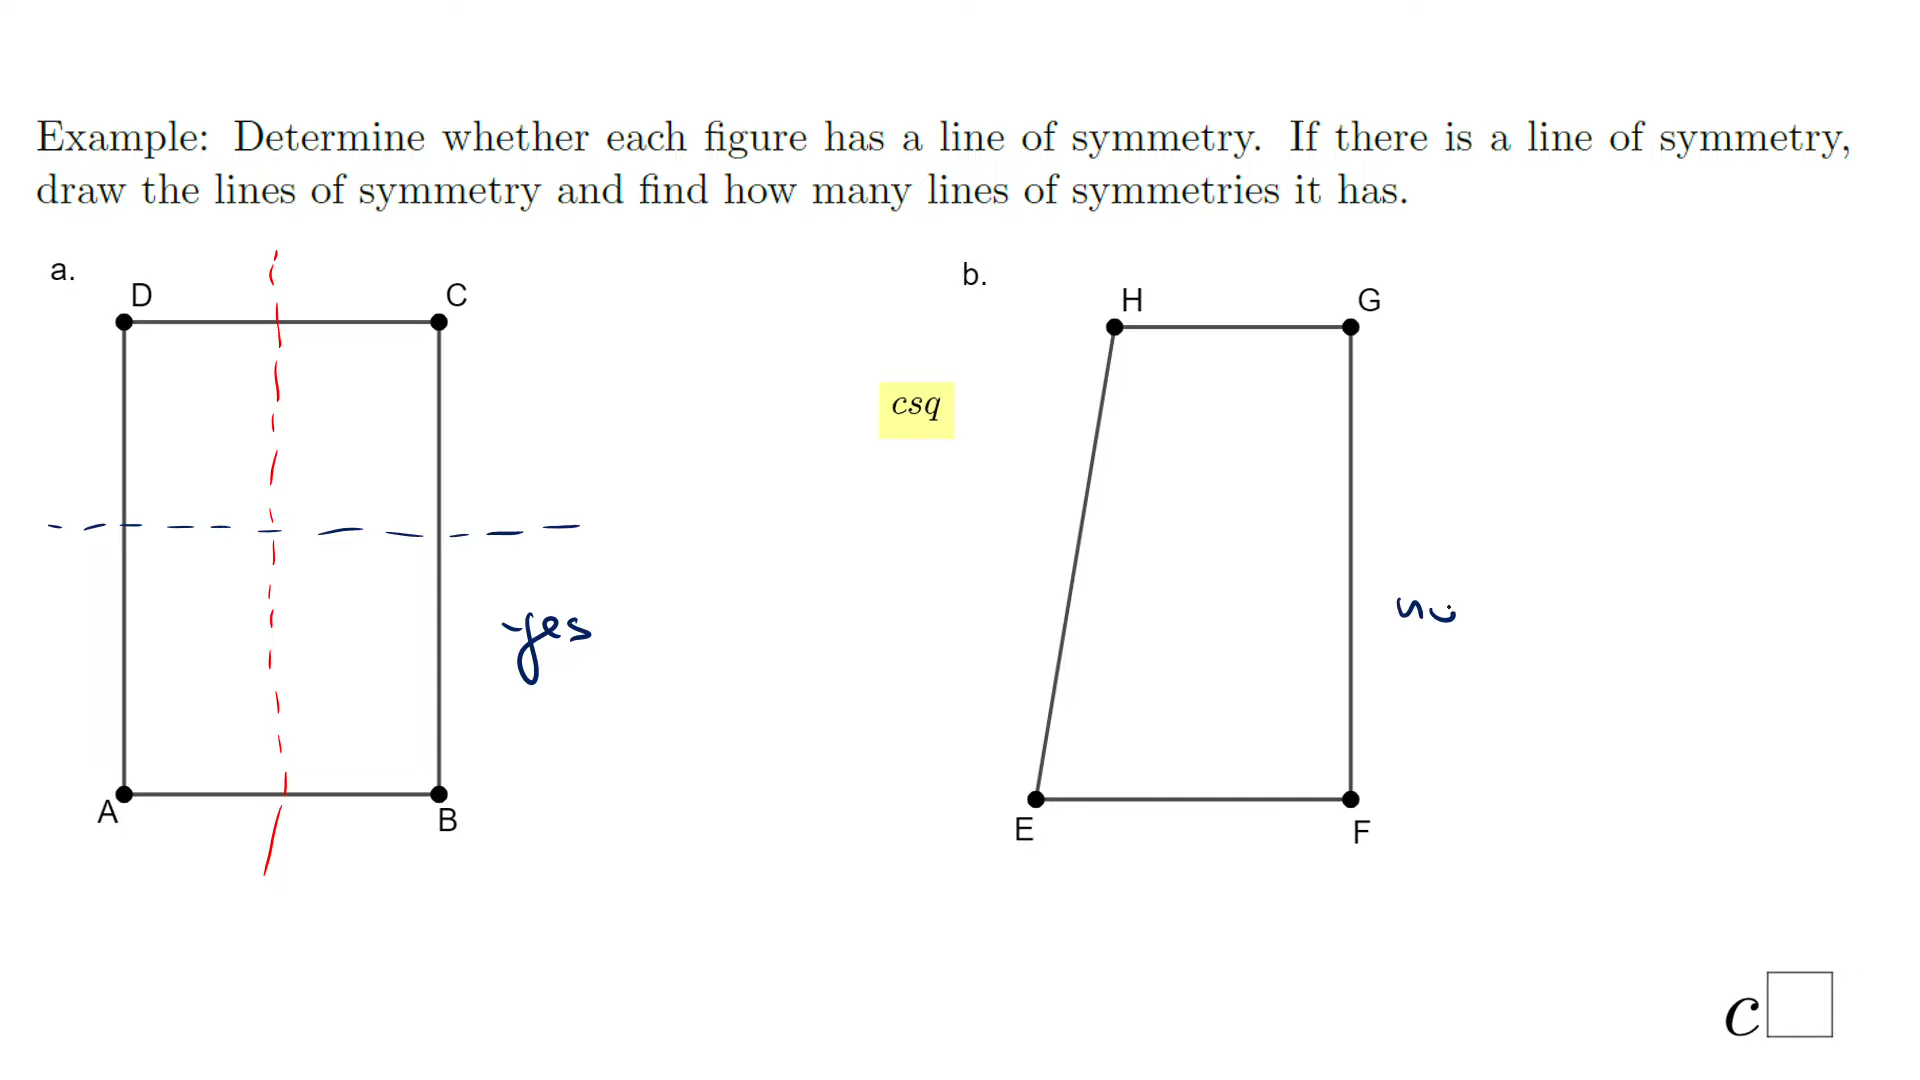 Example: Determine whether each figure has a line of symmetry. If there is a line of symmetry,
draw the lines of symmetry and find how many lines of symmetries it has.
a.
D
C
A
B
yes
csq
b.
H
G
E
F
c